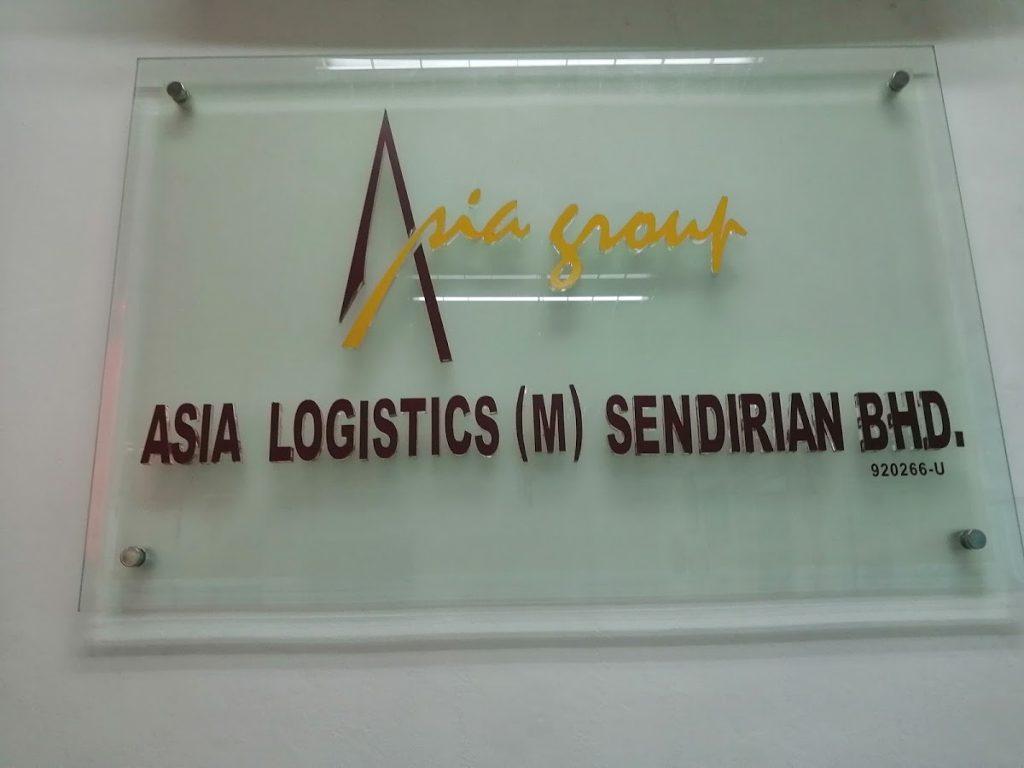 Asia group
ASIA LOGISTICS (M) SENDIRIAN BHD.
920266-U